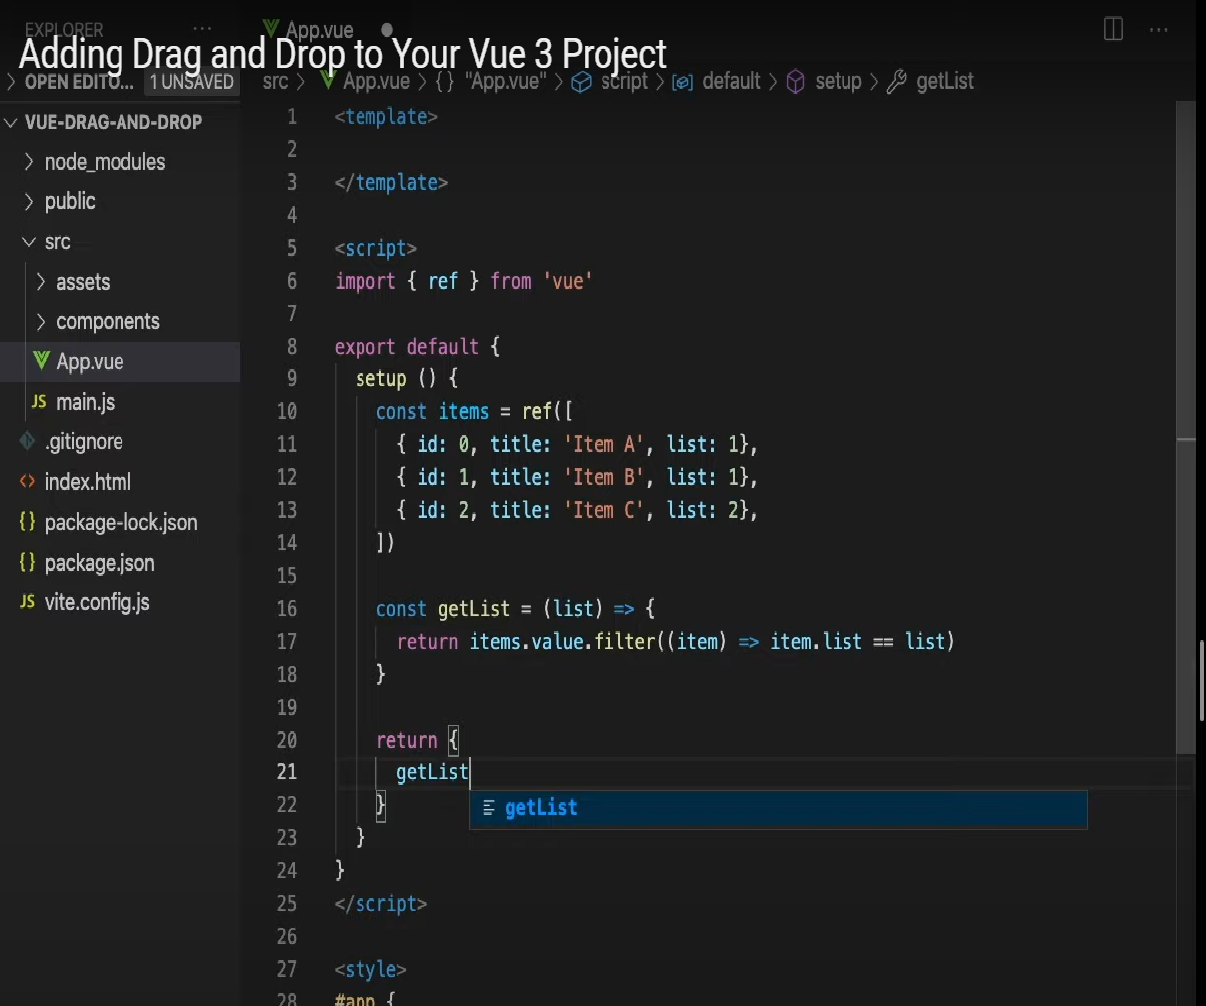 EXPLORER ···
App.vue ●
···
Adding Drag and Drop to Your Vue 3 Project
> OPEN EDITO... 1 UNSAVED
src > App.vue > {} "App.vue" > script > default > setup > getList
VUE-DRAG-AND-DROP
> node_modules
> public
src
> assets
> components
App.vue
JS main.js
.gitignore
<> index.html
{} package-lock.json
{} package.json
JS vite.config.js
1 <template>
2
3 </template>
4
5 <script>
6 import { ref } from 'vue'
7
8 export default {
9 setup () {
10 const items = ref([
11 { id: 0, title: 'Item A', list: 1},
12 { id: 1, title: 'Item B', list: 1},
13 { id: 2, title: 'Item C', list: 2},
14 ])
15
16 const getList = (list) => {
17 return items.value.filter((item) => item.list == list)
18 }
19
20 return {
21 getList
22 }
getList
23 }
24 }
25 </script>
26
27 <style>
28 #app {